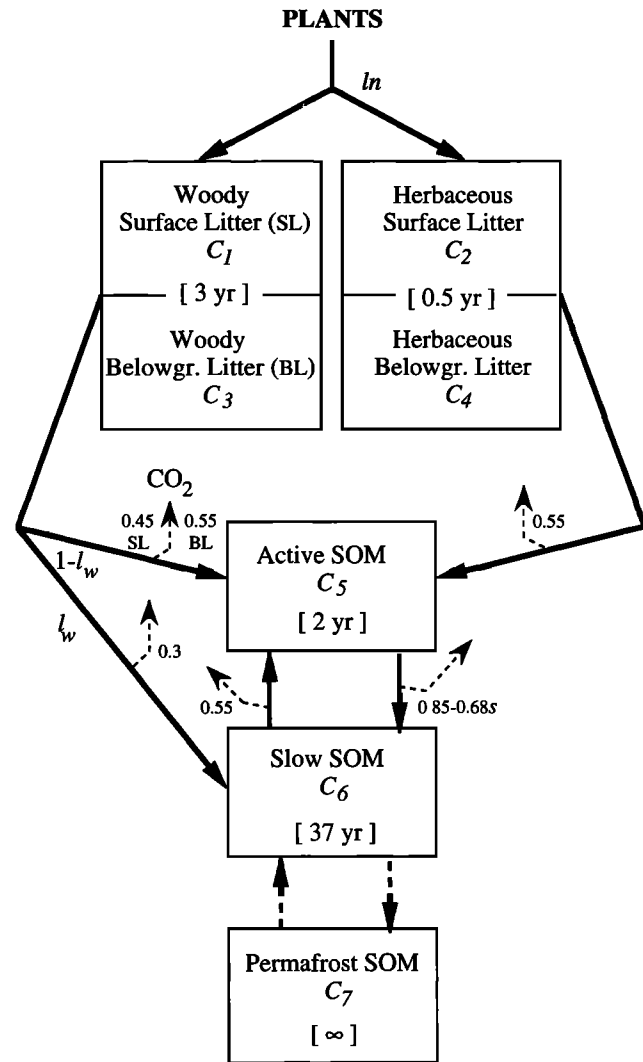 PLANTS
ln
Woody
Surface Litter (SL)
C1
[ 3 yr ]
Woody
Belowgr. Litter (BL)
C3
Herbaceous
Surface Litter
C2
[ 0.5 yr ]
Herbaceous
Belowgr. Litter
C4
CO2
0.45 0.55
SL BL
1-lw
lw
0.3
0.55
Active SOM
C5
[ 2 yr ]
0.55
0 85-0.68s
Slow SOM
C6
[ 37 yr ]
Permafrost SOM
C7
[ ∞ ]